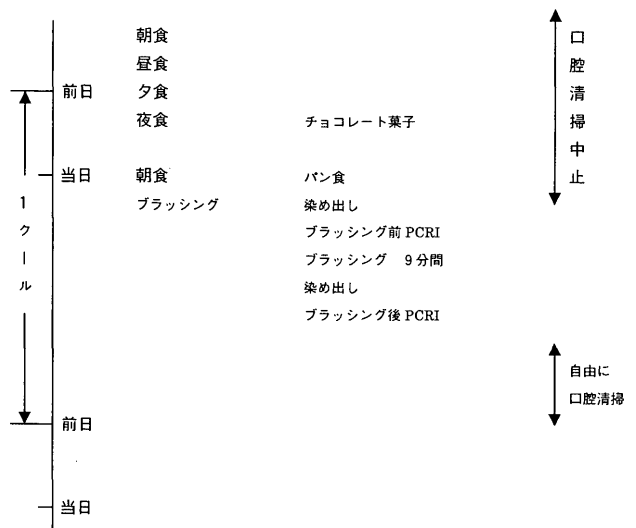 朝食
昼食
前日 夕食
夜食 チョコレート菓子
当日 朝食 パン食
ブラッシング 染め出し
ブラッシング前 PCRI
ブラッシング 9分間
染め出し
ブラッシング後 PCRI
前日
当日
1クール
口腔清掃中止
自由に
口腔清掃